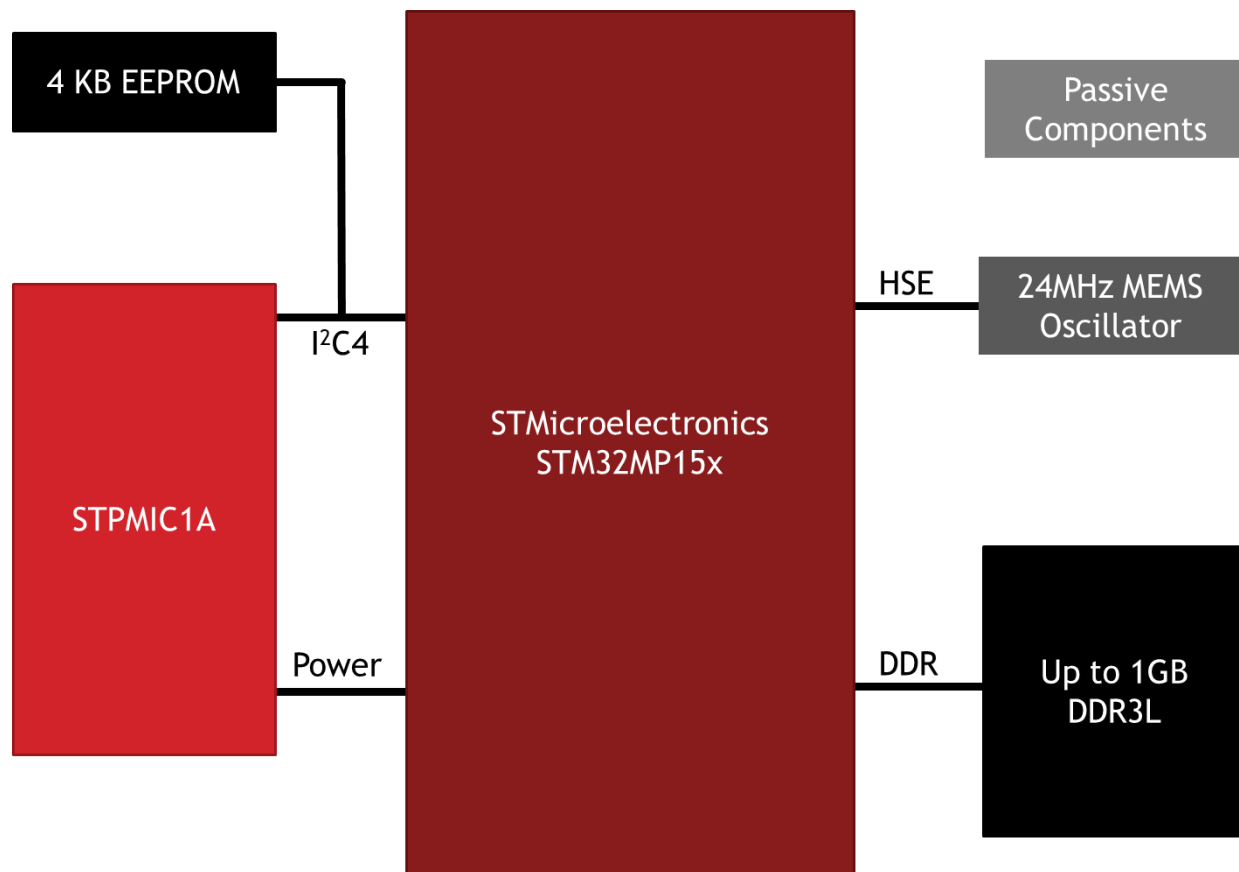 4 KB EEPROM
Passive
Components
HSE
24MHz MEMS
Oscillator
I²C4
STMicroelectronics
STM32MP15x
STPMIC1A
Power
DDR
Up to 1GB
DDR3L